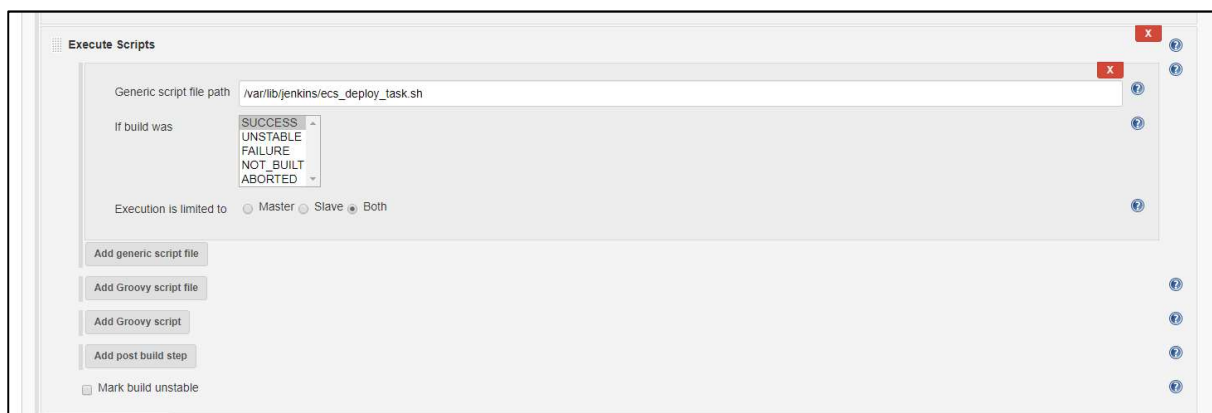 Execute Scripts
X
X
Generic script file path /var/lib/jenkins/ecs_deploy_task.sh
If build was
SUCCESS
UNSTABLE
FAILURE
NOT_BUILT
ABORTED
Execution is limited to Master Slave Both
Add generic script file
Add Groovy script file
Add Groovy script
Add post build step
Mark build unstable